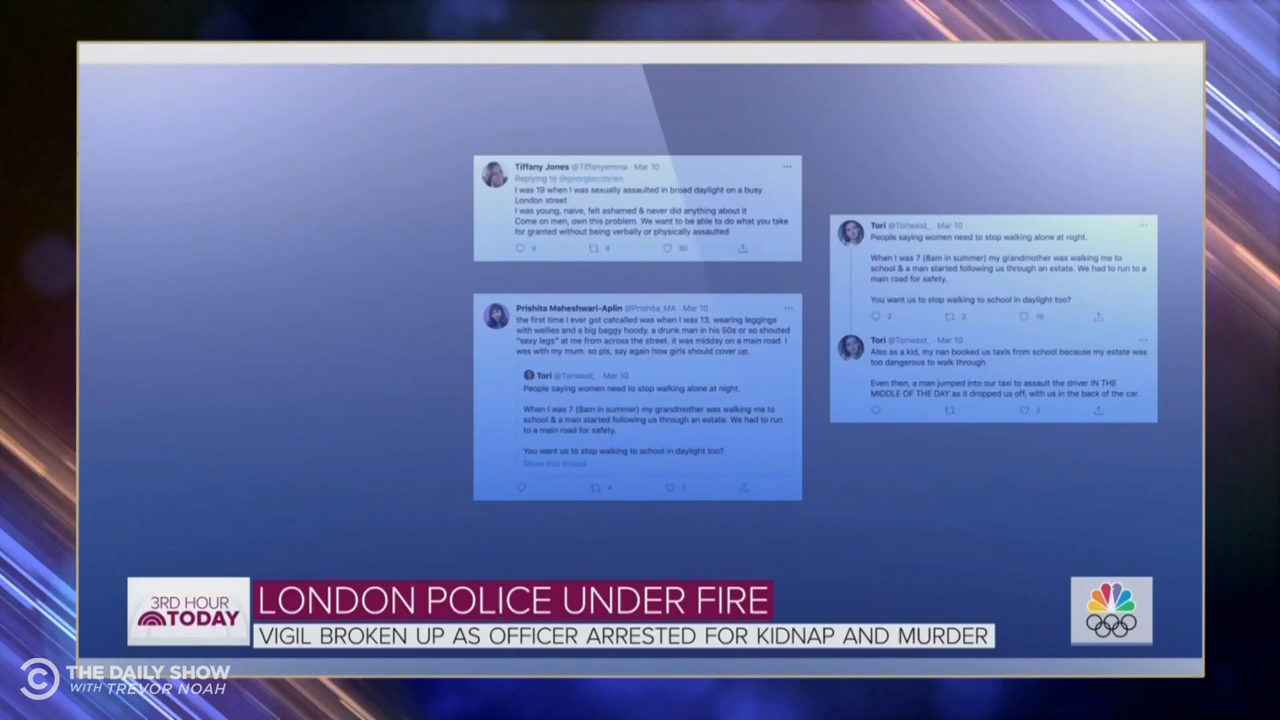 Tiffany Jones @Tiffanyemma · Mar 10
Replying to @georgiacobrien
I was 19 when I was sexually assaulted in broad daylight on a busy
London street
I was young, naive, felt ashamed & never did anything about it
Come on men, own this problem. We want to be able to do what you take
for granted without being verbally or physically assaulted
4 6
Prishita Maheshwari-Aplin @Prishita_MA · Mar 10
the first time I ever got catcalled was when I was 13, wearing leggings
with wellies and a big baggy hoody. a drunk man in his 50s or so shouted
"sexy legs" at me from across the street. it was midday on a main road. I
was with my mum. so pls, say again how girls should cover up.
Tori @Toriwest_ · Mar 10
People saying women need to stop walking alone at night.
When I was 7 (8am in summer) my grandmother was walking me to
school & a man started following us through an estate. We had to run
to a main road for safety.
You want us to stop walking to school in daylight too?
Show this thread
4 3
Tori @Toriwest_ · Mar 10
People saying women need to stop walking alone at night.
When I was 7 (8am in summer) my grandmother was walking me to
school & a man started following us through an estate. We had to run to a
main road for safety.
You want us to stop walking to school in daylight too?
2 3 19
Tori @Toriwest_ · Mar 10
Also as a kid, my nan booked us taxis from school because my estate was
too dangerous to walk through.
Even then, a man jumped into our taxi to assault the driver IN THE
MIDDLE OF THE DAY as it dropped us off, with us in the back of the car.
2
3RD HOUR
TODAY
LONDON POLICE UNDER FIRE
VIGIL BROKEN UP AS OFFICER ARRESTED FOR KIDNAP AND MURDER
THE DAILY SHOW
WITH TREVOR NOAH